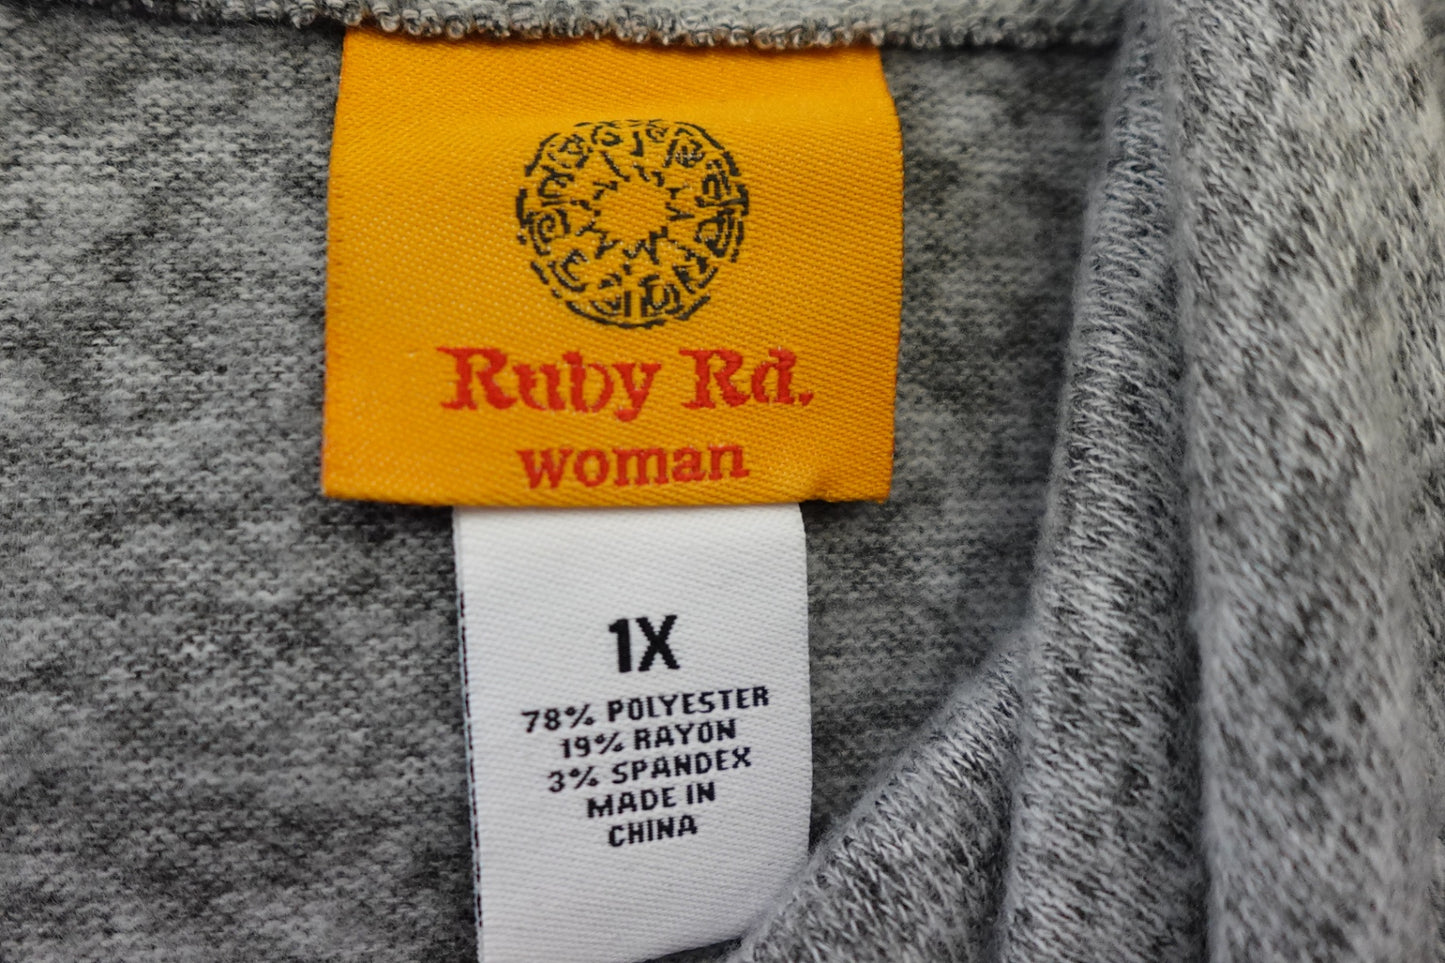 Ruby Rd.
woman
1X
78% POLYESTER
19% RAYON
3% SPANDEX
MADE IN
CHINA